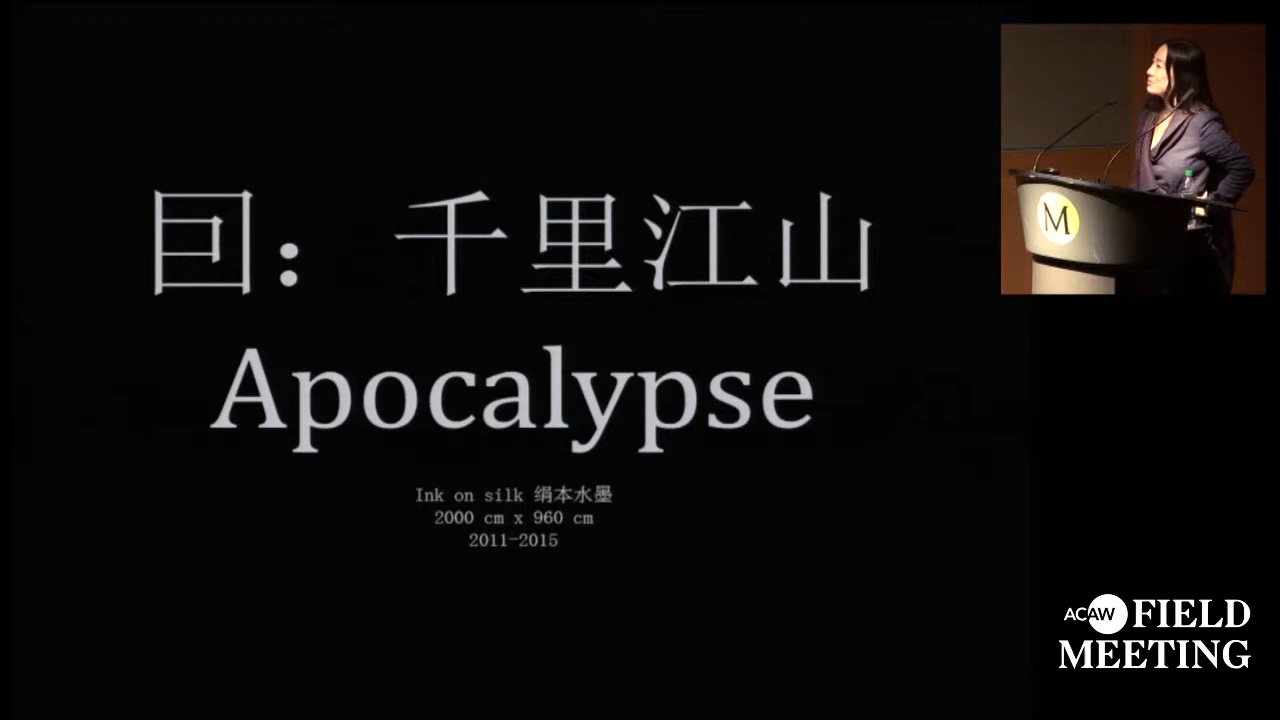 囙：千里江山
Apocalypse
Ink on silk 绢本水墨
2000 cm x 960 cm
2011-2015
M
ACAW FIELD
MEETING